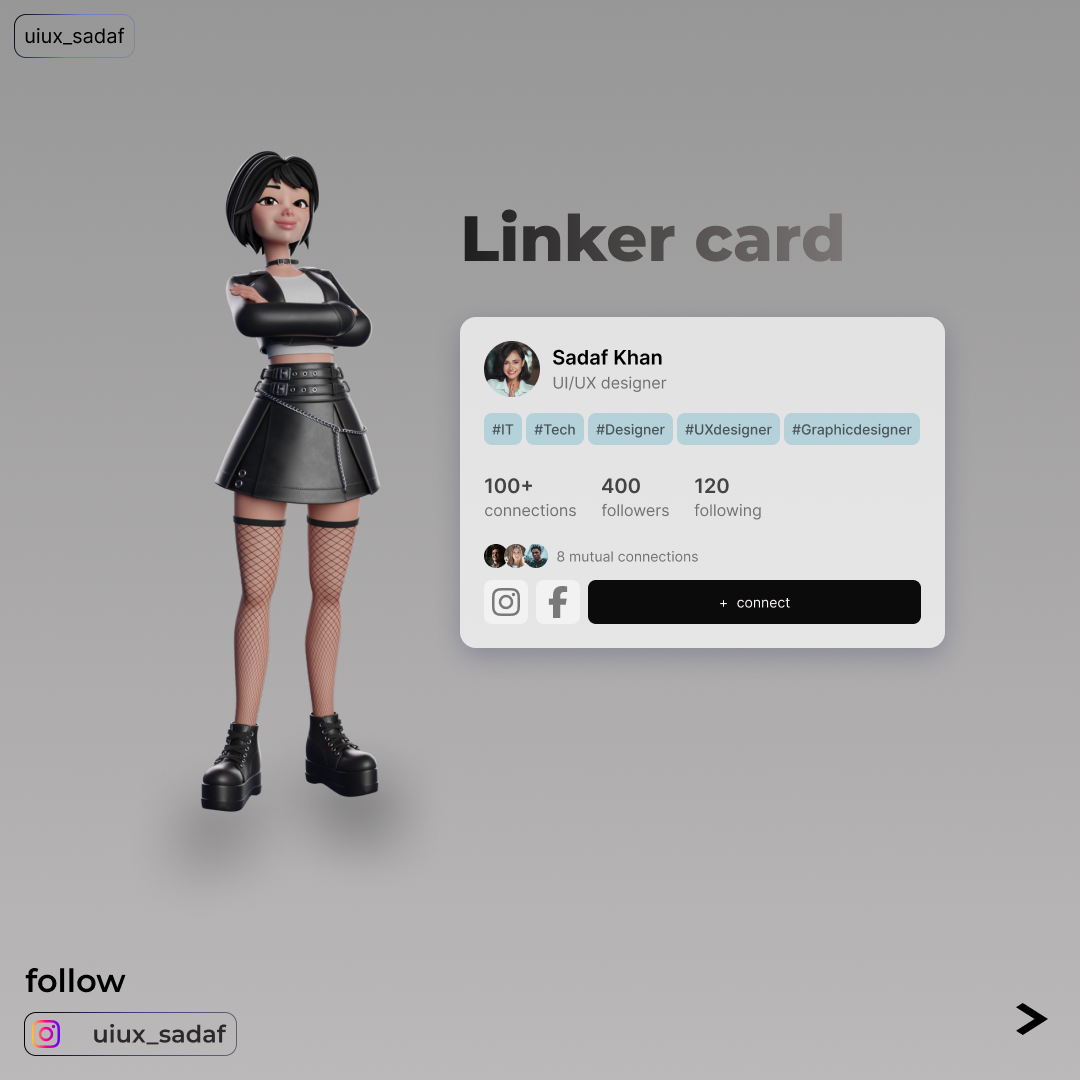 uiux_sadaf
Linker card
Sadaf Khan
UI/UX designer
#IT #Tech #Designer #UXdesigner #Graphicdesigner
100+ 400 120
connections followers following
8 mutual connections
+ connect
follow
uiux_sadaf